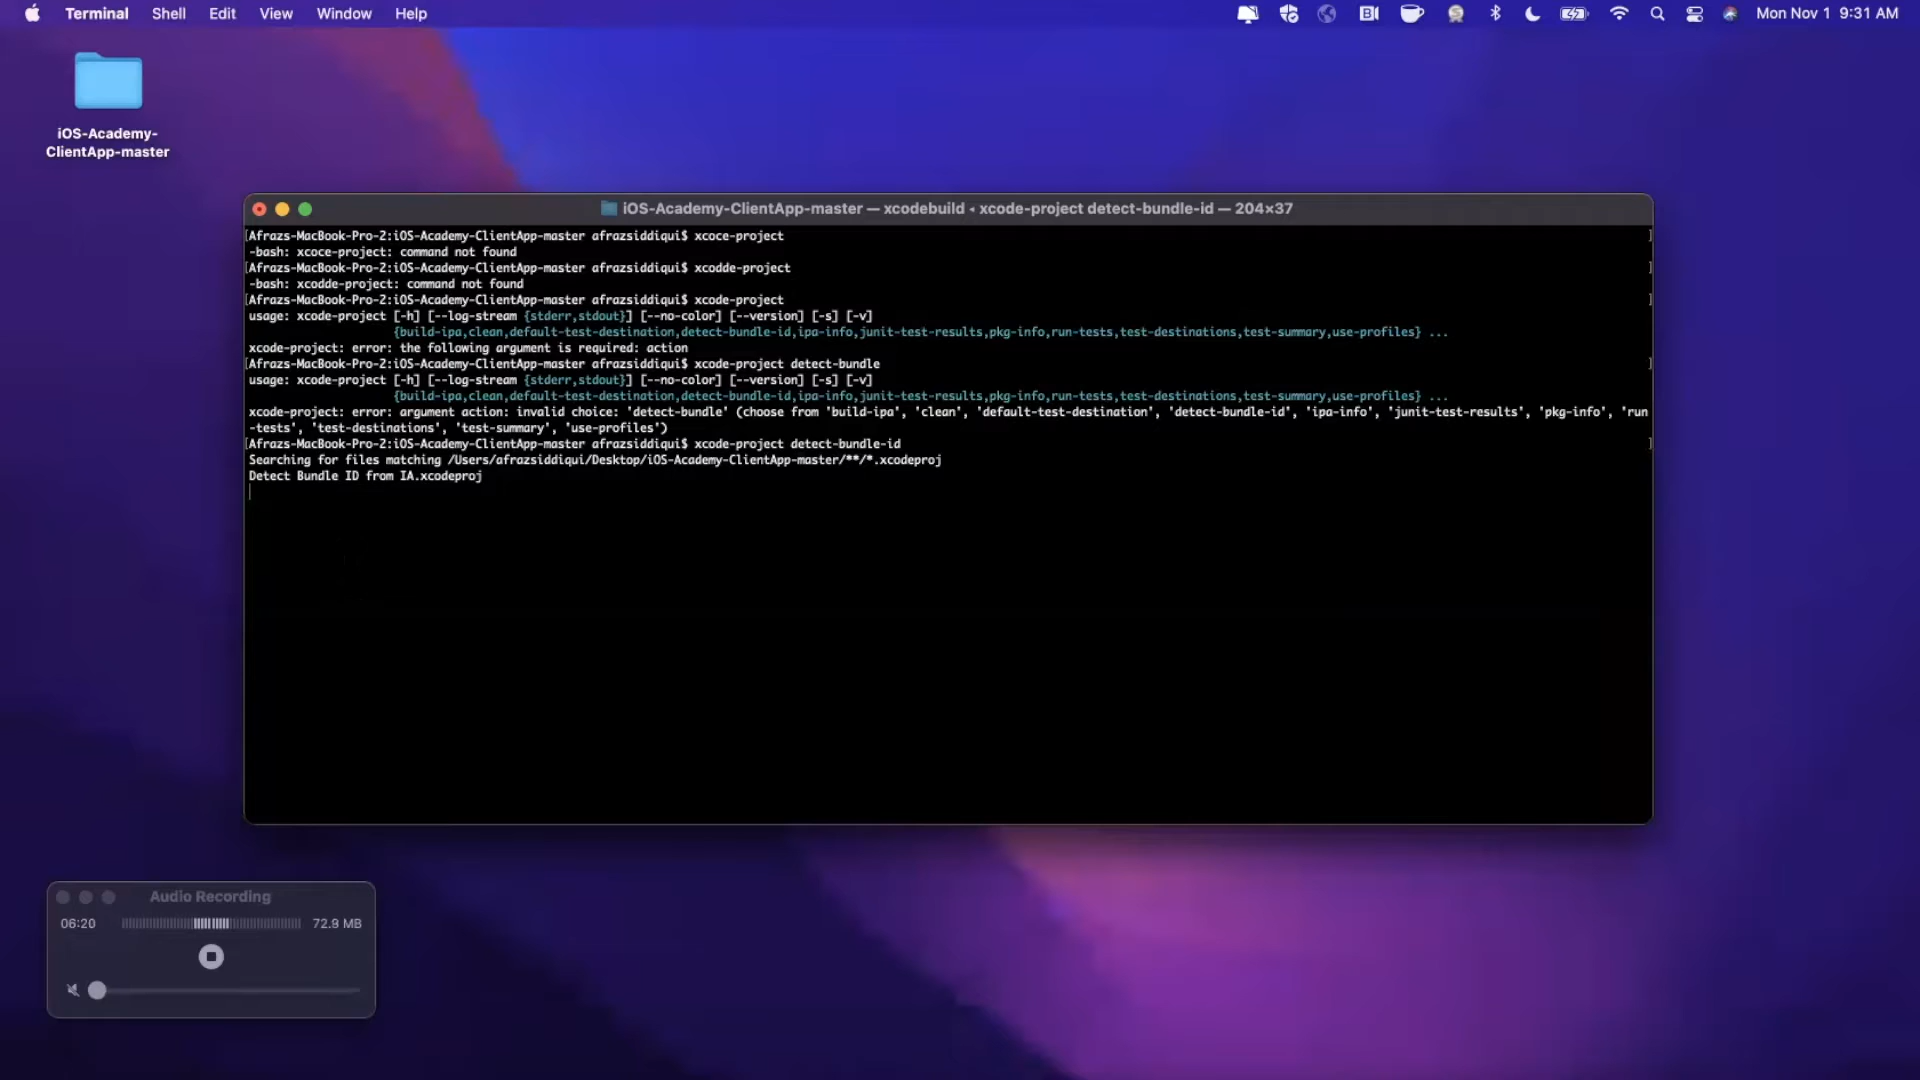 Terminal Shell Edit View Window Help Mon Nov 1 9:31 AM
iOS-Academy-
ClientApp-master
iOS-Academy-ClientApp-master — xcodebuild ◂ xcode-project detect-bundle-id — 204×37
[Afrazs-MacBook-Pro-2:iOS-Academy-ClientApp-master afrazsiddiqui$ xcoce-project ]
-bash: xcoce-project: command not found
[Afrazs-MacBook-Pro-2:iOS-Academy-ClientApp-master afrazsiddiqui$ xcodde-project ]
-bash: xcodde-project: command not found
[Afrazs-MacBook-Pro-2:iOS-Academy-ClientApp-master afrazsiddiqui$ xcode-project ]
usage: xcode-project [-h] [--log-stream {stderr,stdout}] [--no-color] [--version] [-s] [-v]
{build-ipa,clean,default-test-destination,detect-bundle-id,ipa-info,junit-test-results,pkg-info,run-tests,test-destinations,test-summary,use-profiles} ...
xcode-project: error: the following argument is required: action
[Afrazs-MacBook-Pro-2:iOS-Academy-ClientApp-master afrazsiddiqui$ xcode-project detect-bundle ]
usage: xcode-project [-h] [--log-stream {stderr,stdout}] [--no-color] [--version] [-s] [-v]
{build-ipa,clean,default-test-destination,detect-bundle-id,ipa-info,junit-test-results,pkg-info,run-tests,test-destinations,test-summary,use-profiles} ...
xcode-project: error: argument action: invalid choice: 'detect-bundle' (choose from 'build-ipa', 'clean', 'default-test-destination', 'detect-bundle-id', 'ipa-info', 'junit-test-results', 'pkg-info', 'run
-tests', 'test-destinations', 'test-summary', 'use-profiles')
[Afrazs-MacBook-Pro-2:iOS-Academy-ClientApp-master afrazsiddiqui$ xcode-project detect-bundle-id ]
Searching for files matching /Users/afrazsiddiqui/Desktop/iOS-Academy-ClientApp-master/**/*.xcodeproj
Detect Bundle ID from IA.xcodeproj
Audio Recording
06:20 72.9 MB